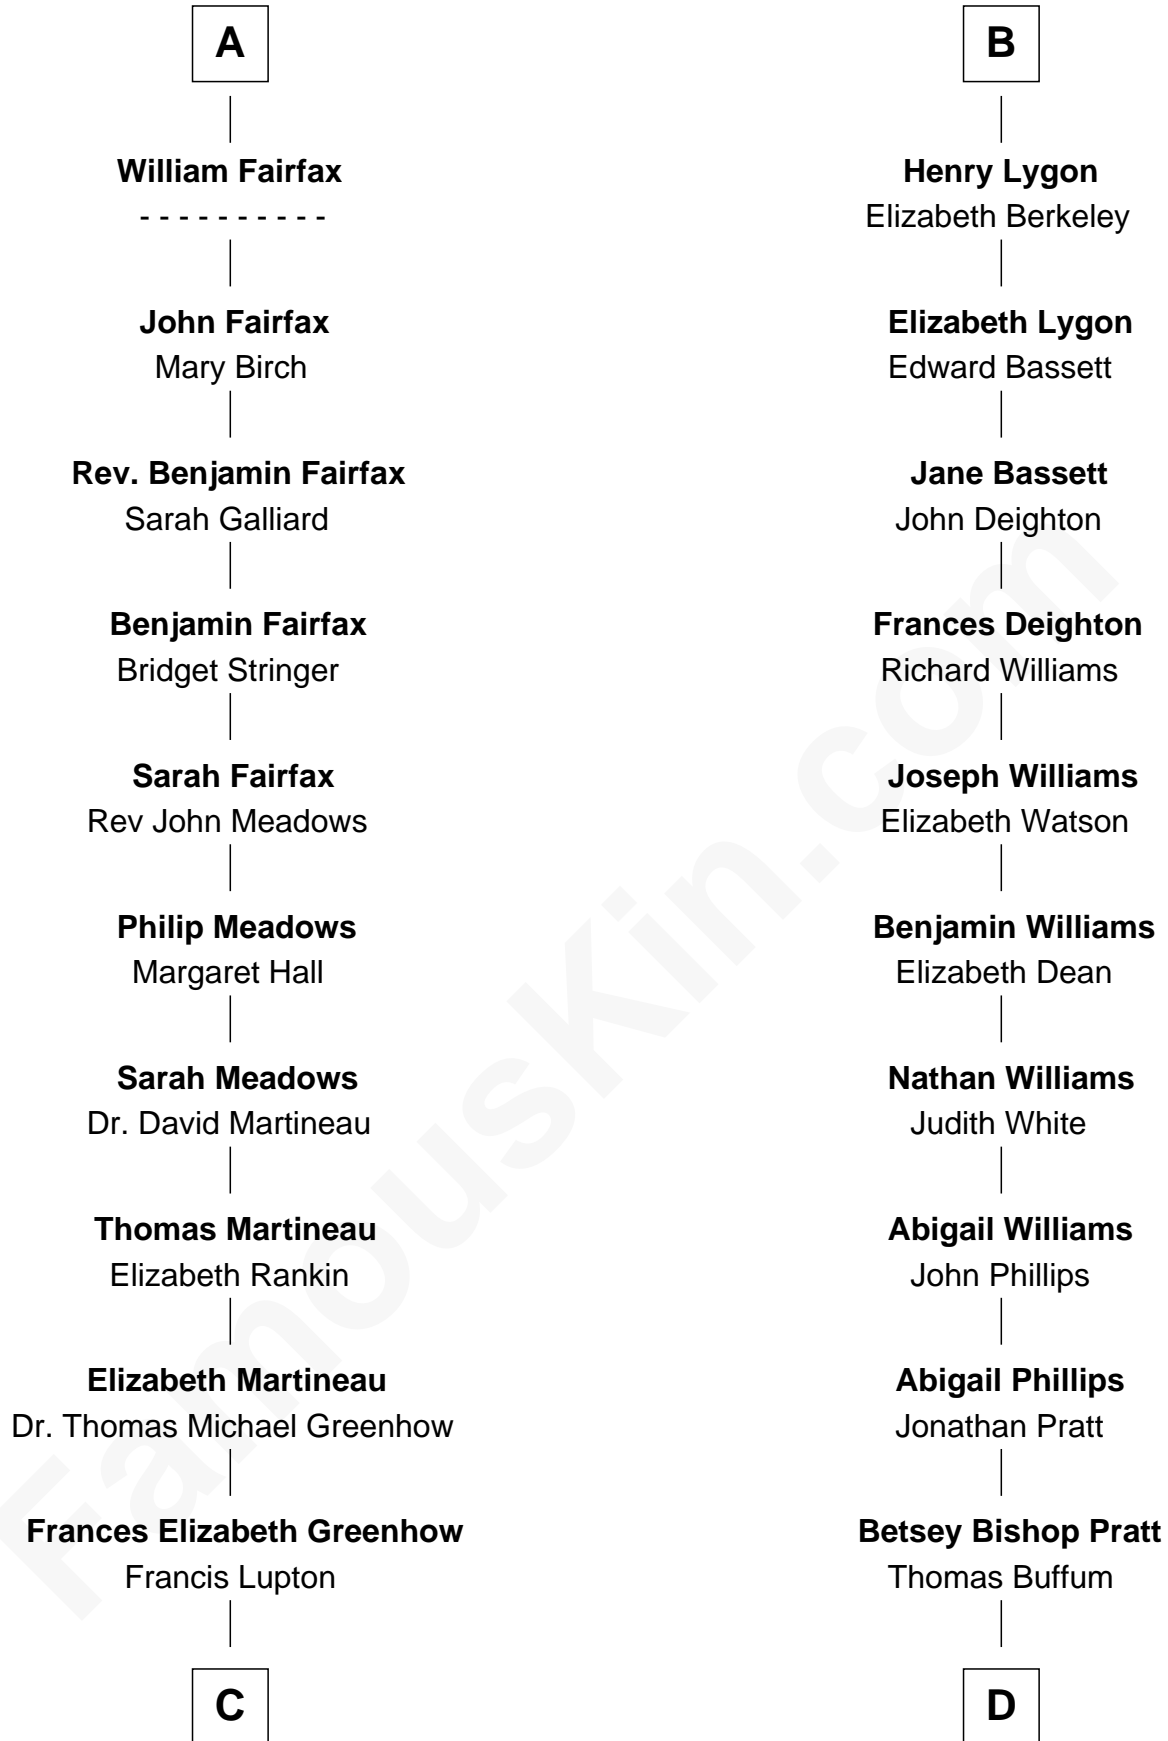 A
William Fairfax
- - - - - - - - - -
John Fairfax
Mary Birch
Rev. Benjamin Fairfax
Sarah Galliard
Benjamin Fairfax
Bridget Stringer
Sarah Fairfax
Rev John Meadows
Philip Meadows
Margaret Hall
Sarah Meadows
Dr. David Martineau
Thomas Martineau
Elizabeth Rankin
Elizabeth Martineau
Dr. Thomas Michael Greenhow
Frances Elizabeth Greenhow
Francis Lupton
C
B
Henry Lygon
Elizabeth Berkeley
Elizabeth Lygon
Edward Bassett
Jane Bassett
John Deighton
Frances Deighton
Richard Williams
Joseph Williams
Elizabeth Watson
Benjamin Williams
Elizabeth Dean
Nathan Williams
Judith White
Abigail Williams
John Phillips
Abigail Phillips
Jonathan Pratt
Betsey Bishop Pratt
Thomas Buffum
D
FamousKin.com